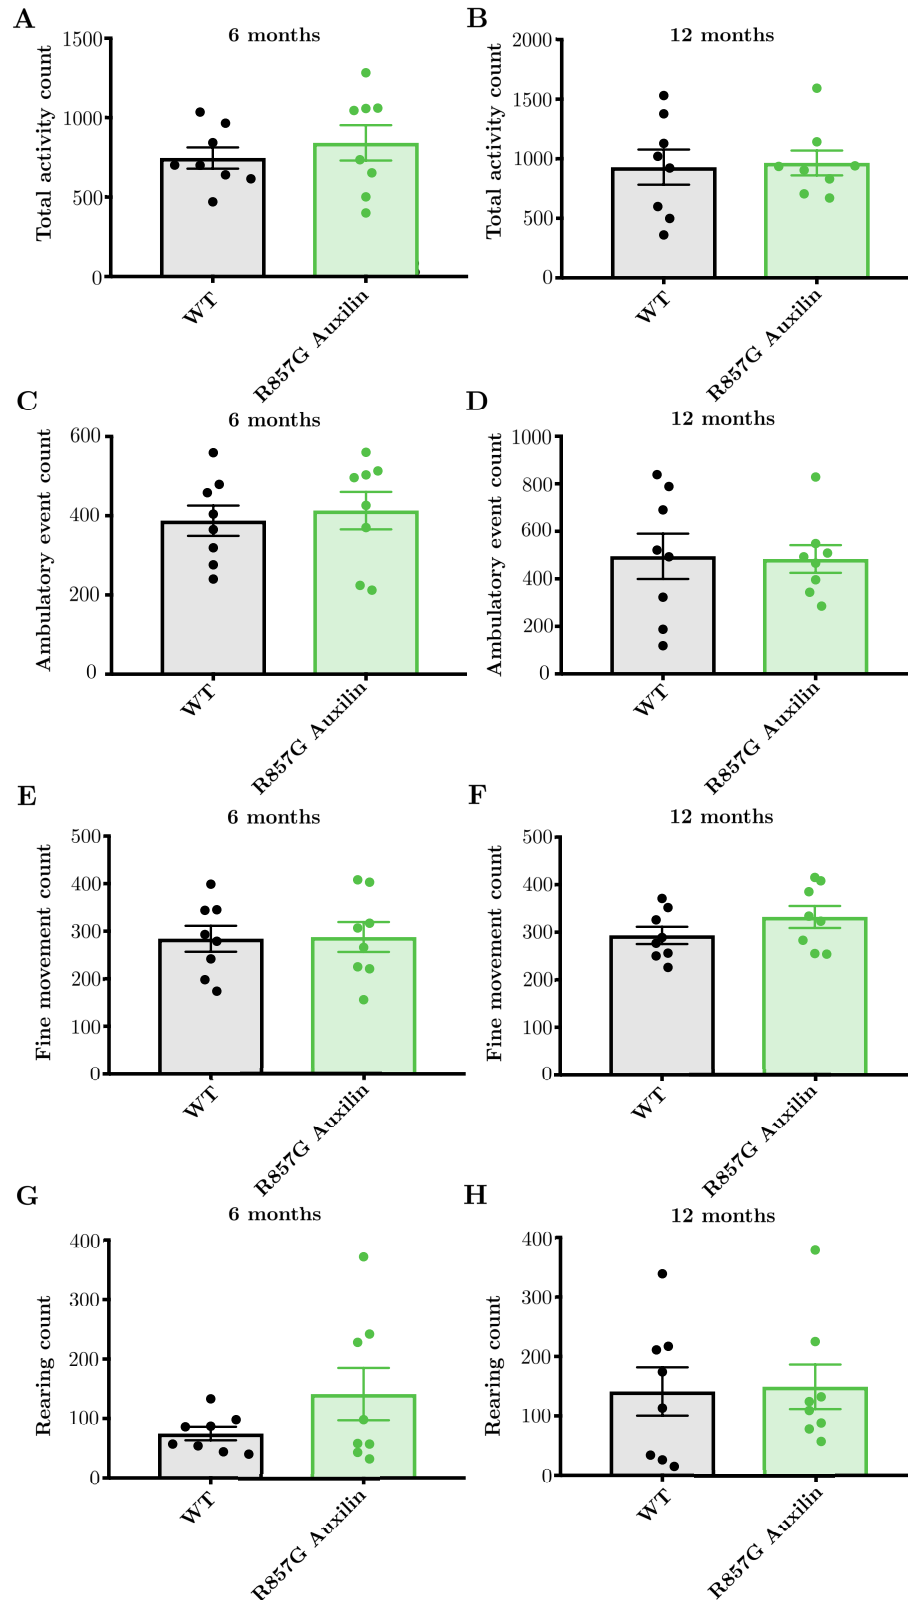 A
6 months
Total activity count
1500
1000
500
0
WT
R857G Auxilin
B
12 months
Total activity count
2000
1500
1000
500
0
WT
R857G Auxilin
C
6 months
Ambulatory event count
600
400
200
0
WT
R857G Auxilin
D
12 months
Ambulatory event count
1000
800
600
400
200
0
WT
R857G Auxilin
E
6 months
Fine movement count
500
400
300
200
100
0
WT
R857G Auxilin
F
12 months
Fine movement count
500
400
300
200
100
0
WT
R857G Auxilin
G
6 months
Rearing count
400
300
200
100
0
WT
R857G Auxilin
H
12 months
Rearing count
400
300
200
100
0
WT
R857G Auxilin